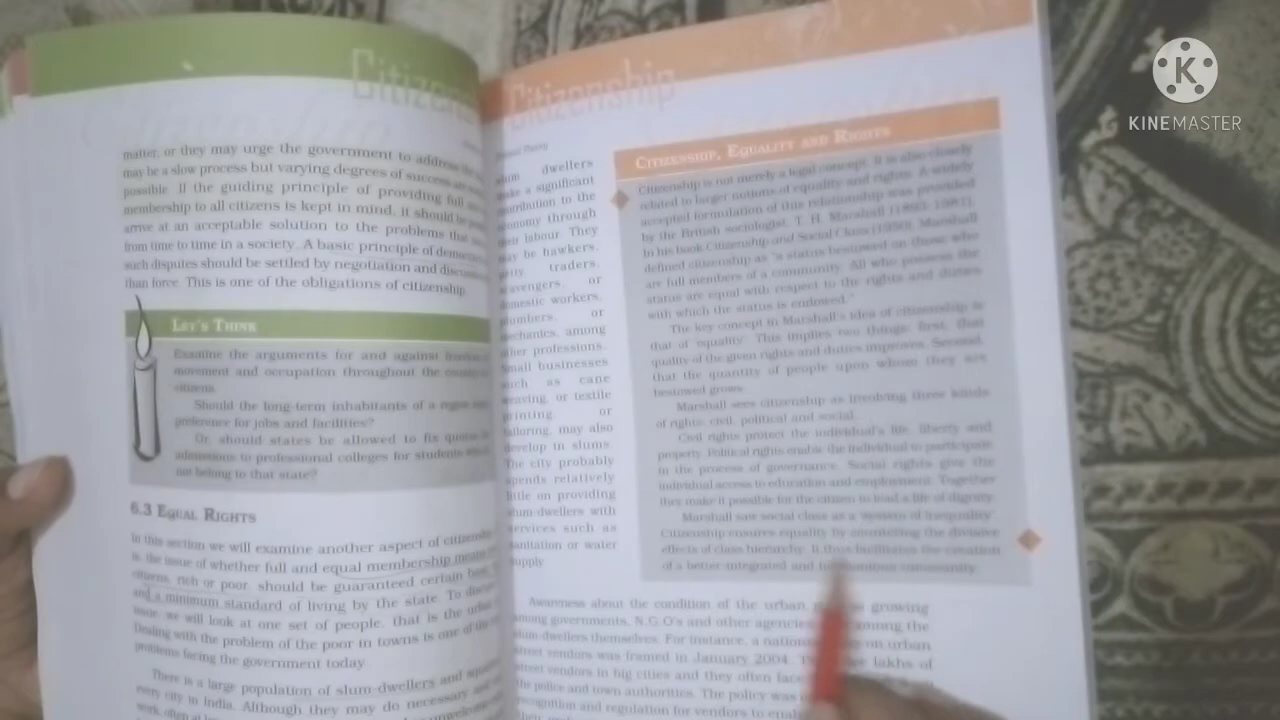 Citizen
matter, or they may urge the government to address the
may be a slow process but varying degrees of success are
possible. If the guiding principle of providing full
membership to all citizens is kept in mind, it should be
arrive at an acceptable solution to the problems that
from time to time in a society. A basic principle of
such disputes should be settled by negotiation and
than force. This is one of the obligations of citizenship.
LET'S THINK
Examine the arguments for and against
movement and occupation throughout the
citizens.
Should the long-term inhabitants of a region
preference for jobs and facilities?
Or, should states be allowed to fix quotas
admissions to professional colleges for students
not belong to that state?
6.3 EQUAL RIGHTS
In this section we will examine another aspect of
is, the issue of whether full and equal membership means
citizens, rich or poor, should be guaranteed certain
and a minimum standard of living by the state. To
issue, we will look at one set of people, that is the
Dealing with the problem of the poor in towns is one of the
problems facing the government today.
There is a large population of slum-dwellers and
every city in India. Although they may do necessary and
work, often at
Citizenship
Political Theory
dwellers
a significant
to the
economy through
their labour. They
may be hawkers,
traders,
or
domestic workers,
or
mechanics, among
other professions.
Small businesses
such as cane
weaving, or textile
printing, or
tailoring, may also
develop in slums.
The city probably
spends relatively
little on providing
slum-dwellers with
services such as
sanitation or water
supply
CITIZENSHIP, EQUALITY AND RIGHTS
Citizenship is not merely a legal concept. It is also closely
related to larger notions of equality and rights. A widely
accepted formulation of this relationship was provided
by the British sociologist, T. H. Marshall (1893-1981).
In his book Citizenship and Social Class (1950), Marshall
defined citizenship as "a status bestowed on those who
are full members of a community. All who possess the
status are equal with respect to the rights and duties
with which the status is endowed."
The key concept in Marshall's idea of citizenship is
that of 'equality'. This implies two things: first, that
quality of the given rights and duties improves. Second,
that the quantity of people upon whom they are
bestowed grows.
Marshall sees citizenship as involving three kinds
of rights: civil, political and social.
Civil rights protect the individual's life, liberty and
property. Political rights enable the individual to participate
in the process of governance. Social rights give the
individual access to education and employment. Together
they make it possible for the citizen to lead a life of dignity.
Marshall saw social class as a 'system of inequality'.
Citizenship ensures equality by countering the divisive
effects of class hierarchy. It thus facilitates the creation
of a better-integrated and harmonious community.
Awareness about the condition of the urban is growing
among governments, N.G.O's and other agencies among the
slum-dwellers themselves. For instance, a national on urban
street vendors was framed in January 2004. lakhs of
street vendors in big cities and they often face
the police and town authorities. The policy was
recognition and regulation for vendors to enable
K
KINEMASTER